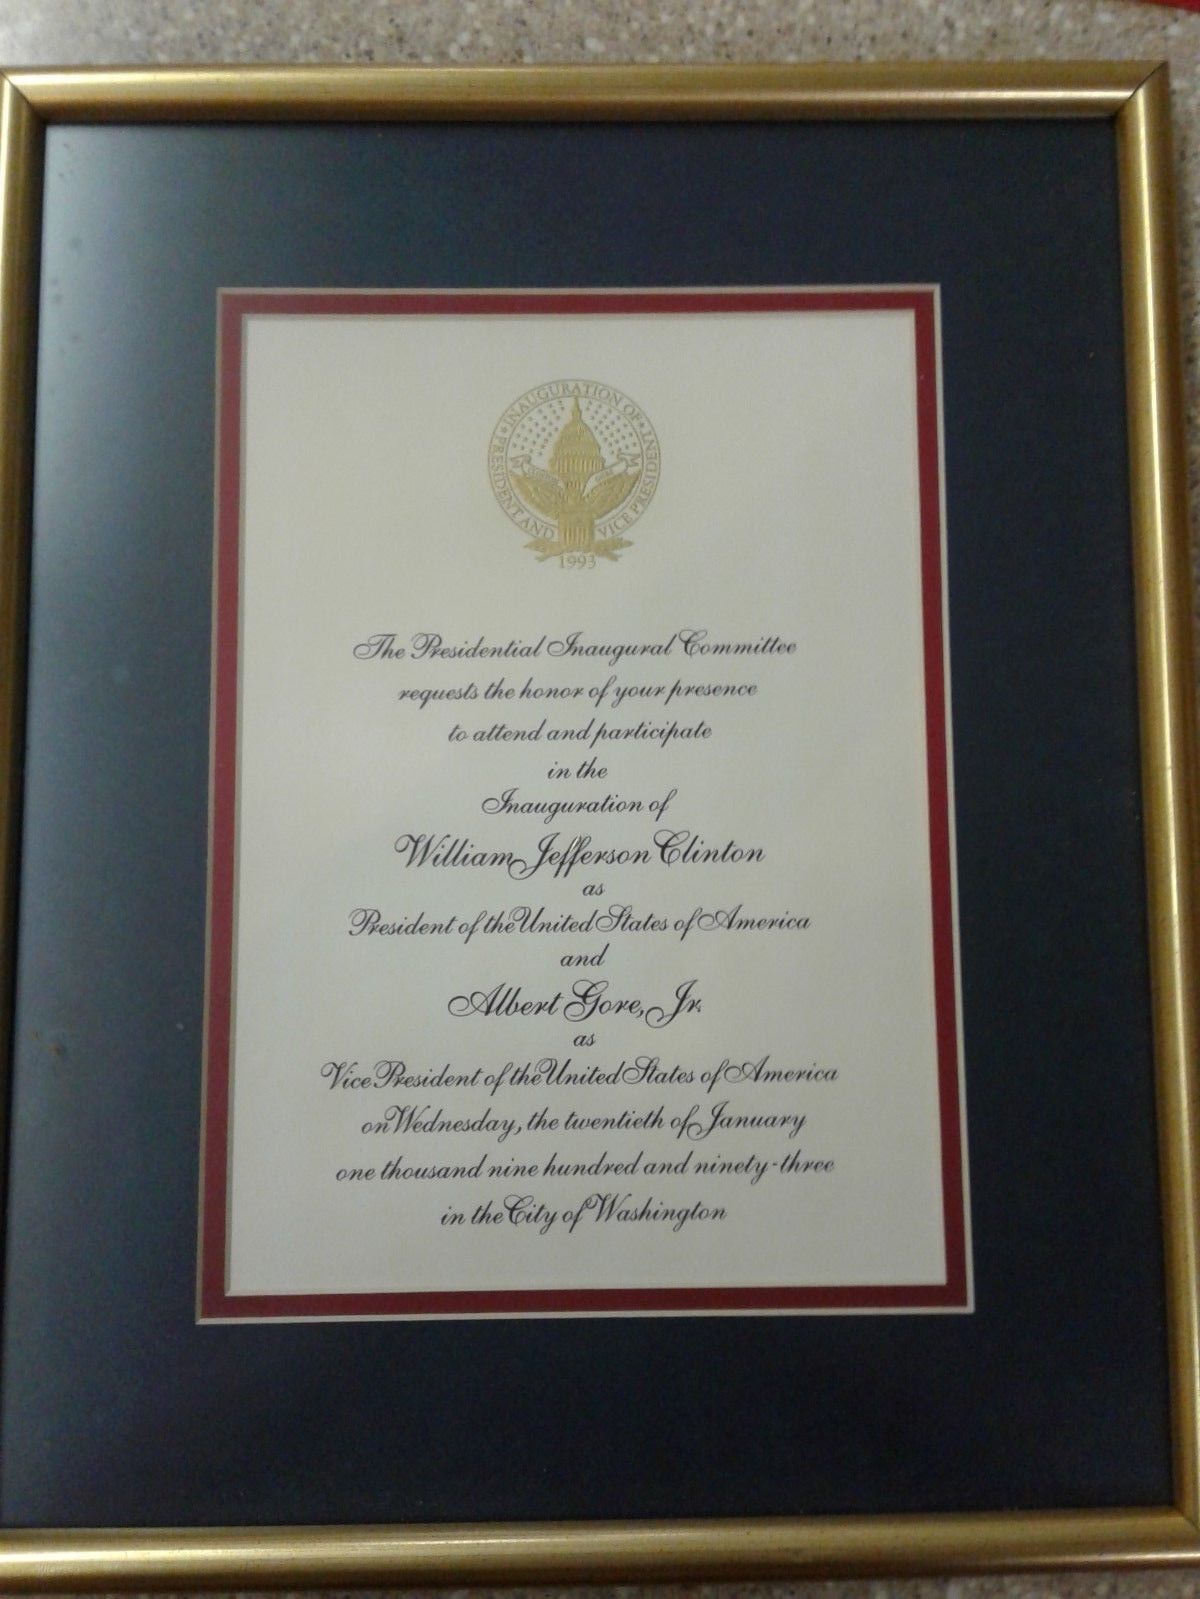 PRESIDENT AND ★ INAUGURATION OF ★ VICE PRESIDENT
1993
The Presidential Inaugural Committee
requests the honor of your presence
to attend and participate
in the
Inauguration of
William Jefferson Clinton
as
President of the United States of America
and
Albert Gore, Jr.
as
Vice President of the United States of America
on Wednesday, the twentieth of January
one thousand nine hundred and ninety-three
in the City of Washington